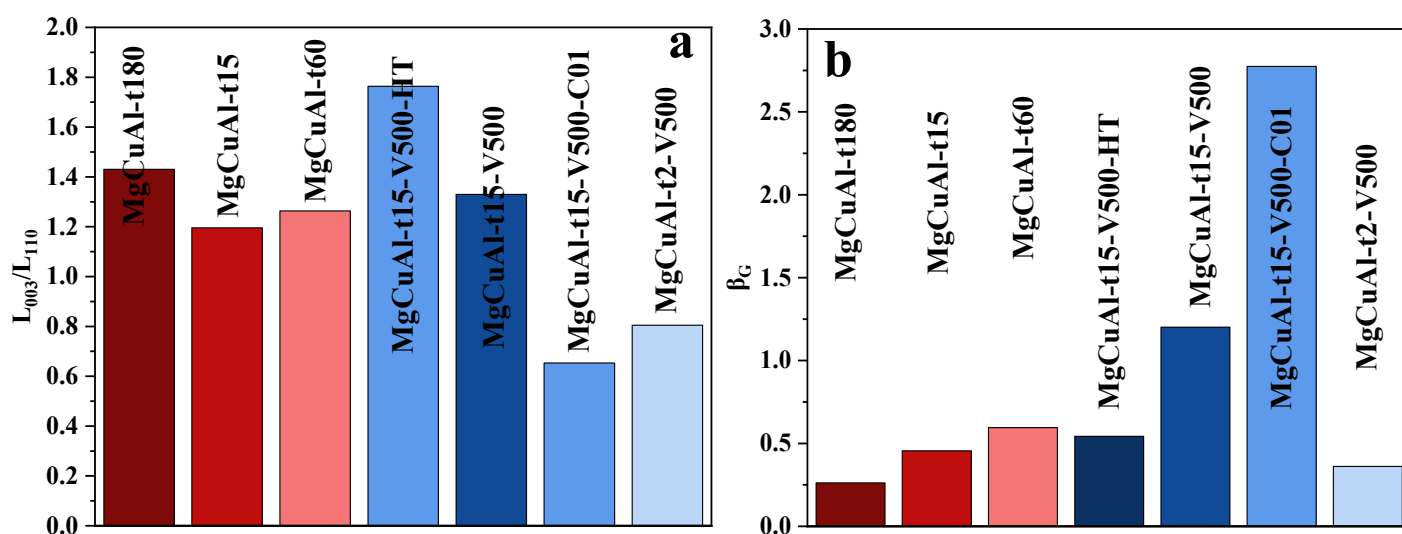 a
2.0
1.8
1.6
1.4
1.2
1.0
0.8
0.6
0.4
0.2
0.0
L₀₀₃/L₁₁₀
MgCuAl-t180
MgCuAl-t15
MgCuAl-t60
MgCuAl-t15-V500-HT
MgCuAl-t15-V500
MgCuAl-t15-V500-C01
MgCuAl-t2-V500
b
3.0
2.5
2.0
1.5
1.0
0.5
0.0
β_G
MgCuAl-t180
MgCuAl-t15
MgCuAl-t60
MgCuAl-t15-V500-HT
MgCuAl-t15-V500
MgCuAl-t15-V500-C01
MgCuAl-t2-V500